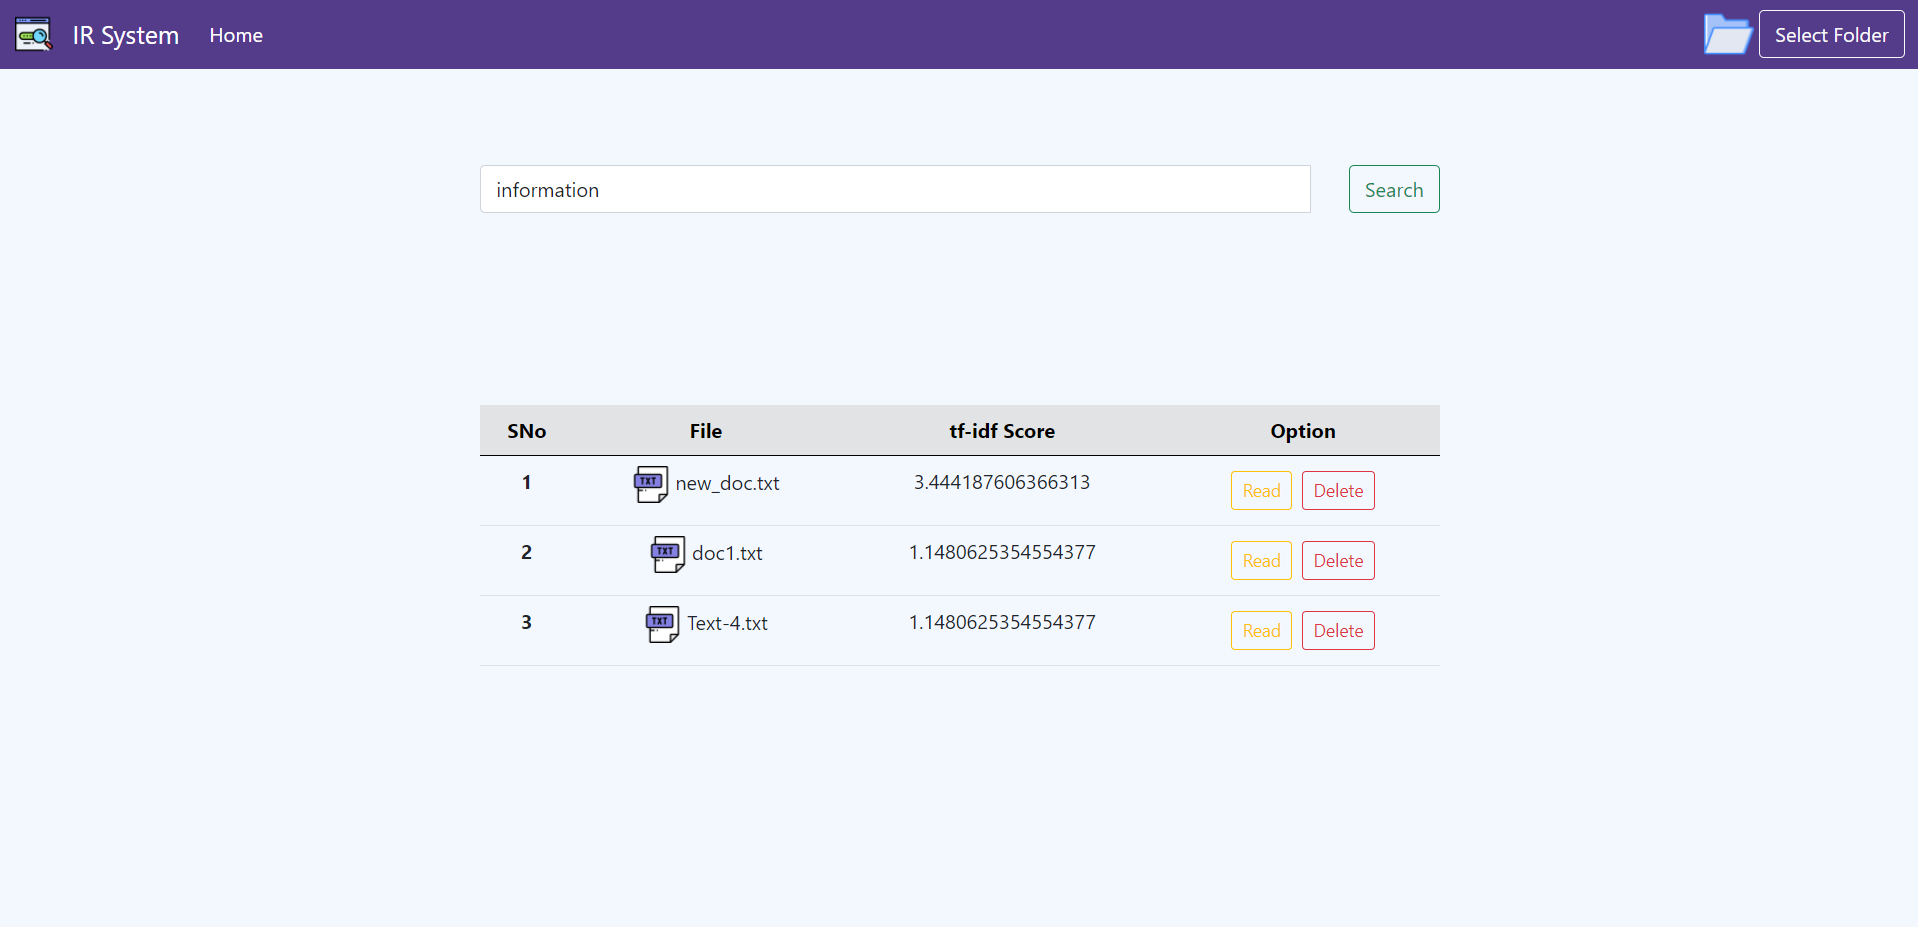 IR System Home Select Folder
information Search
SNo File tf-idf Score Option
1 TXT new_doc.txt 3.444187606366313 Read Delete
2 TXT doc1.txt 1.1480625354554377 Read Delete
3 TXT Text-4.txt 1.1480625354554377 Read Delete